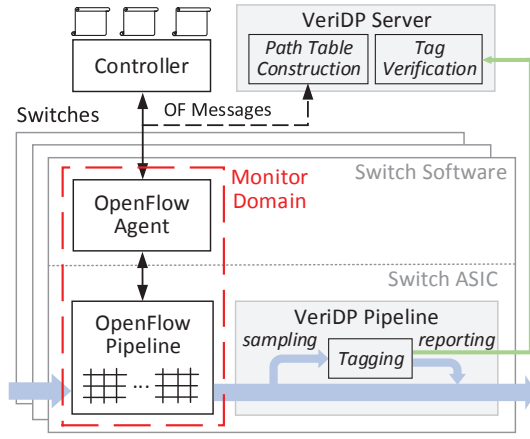 VeriDP Server
Controller
Path Table
Construction
Tag
Verification
OF Messages
Switches
Switch Software
Monitor
Domain
OpenFlow
Agent
Switch ASIC
OpenFlow
Pipeline
...
VeriDP Pipeline
sampling
reporting
Tagging